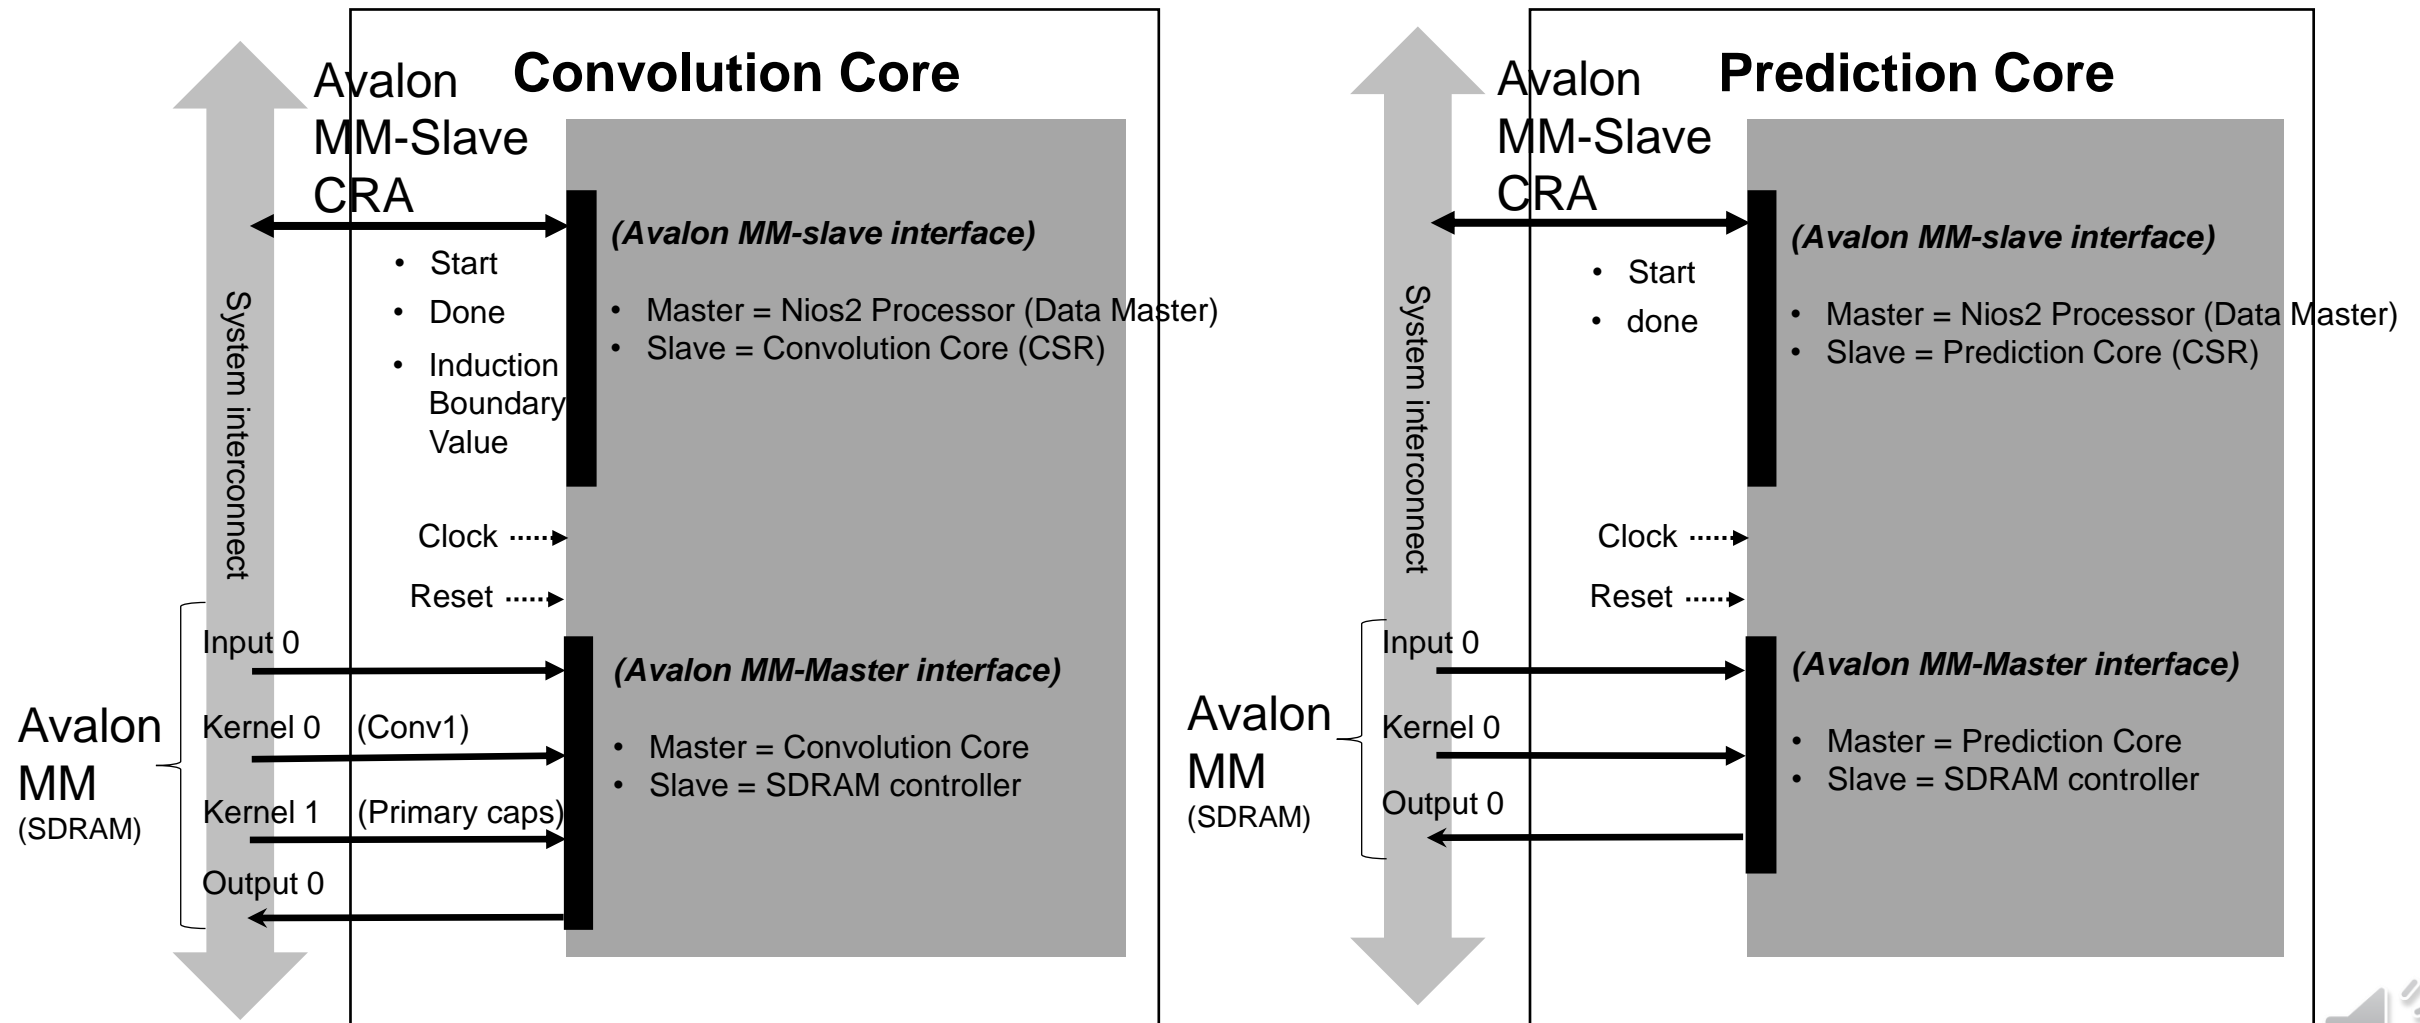 Convolution Core
Avalon
MM-Slave
CRA
(Avalon MM-slave interface)
• Start
• Done
• Induction
Boundary
Value
• Master = Nios2 Processor (Data Master)
• Slave = Convolution Core (CSR)
System interconnect
Clock
Reset
Avalon
MM
(SDRAM)
Input 0
Kernel 0 (Conv1)
Kernel 1 (Primary caps)
Output 0
(Avalon MM-Master interface)
• Master = Convolution Core
• Slave = SDRAM controller
Prediction Core
Avalon
MM-Slave
CRA
(Avalon MM-slave interface)
• Start
• done
• Master = Nios2 Processor (Data Master)
• Slave = Prediction Core (CSR)
System interconnect
Clock
Reset
Avalon
MM
(SDRAM)
Input 0
Kernel 0
Output 0
(Avalon MM-Master interface)
• Master = Prediction Core
• Slave = SDRAM controller